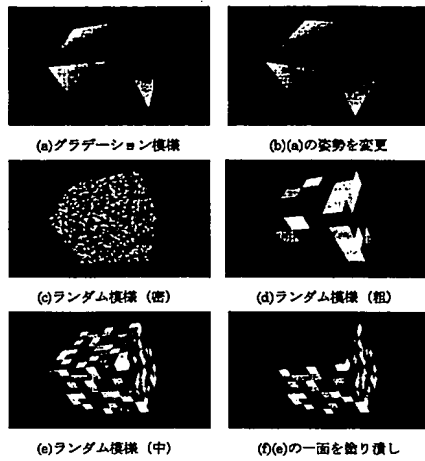 (a)グラデーション模様
(b)(a)の姿勢を変更
(c)ランダム模様（密）
(d)ランダム模様（粗）
(e)ランダム模様（中）
(f)(e)の一面を塗り潰し